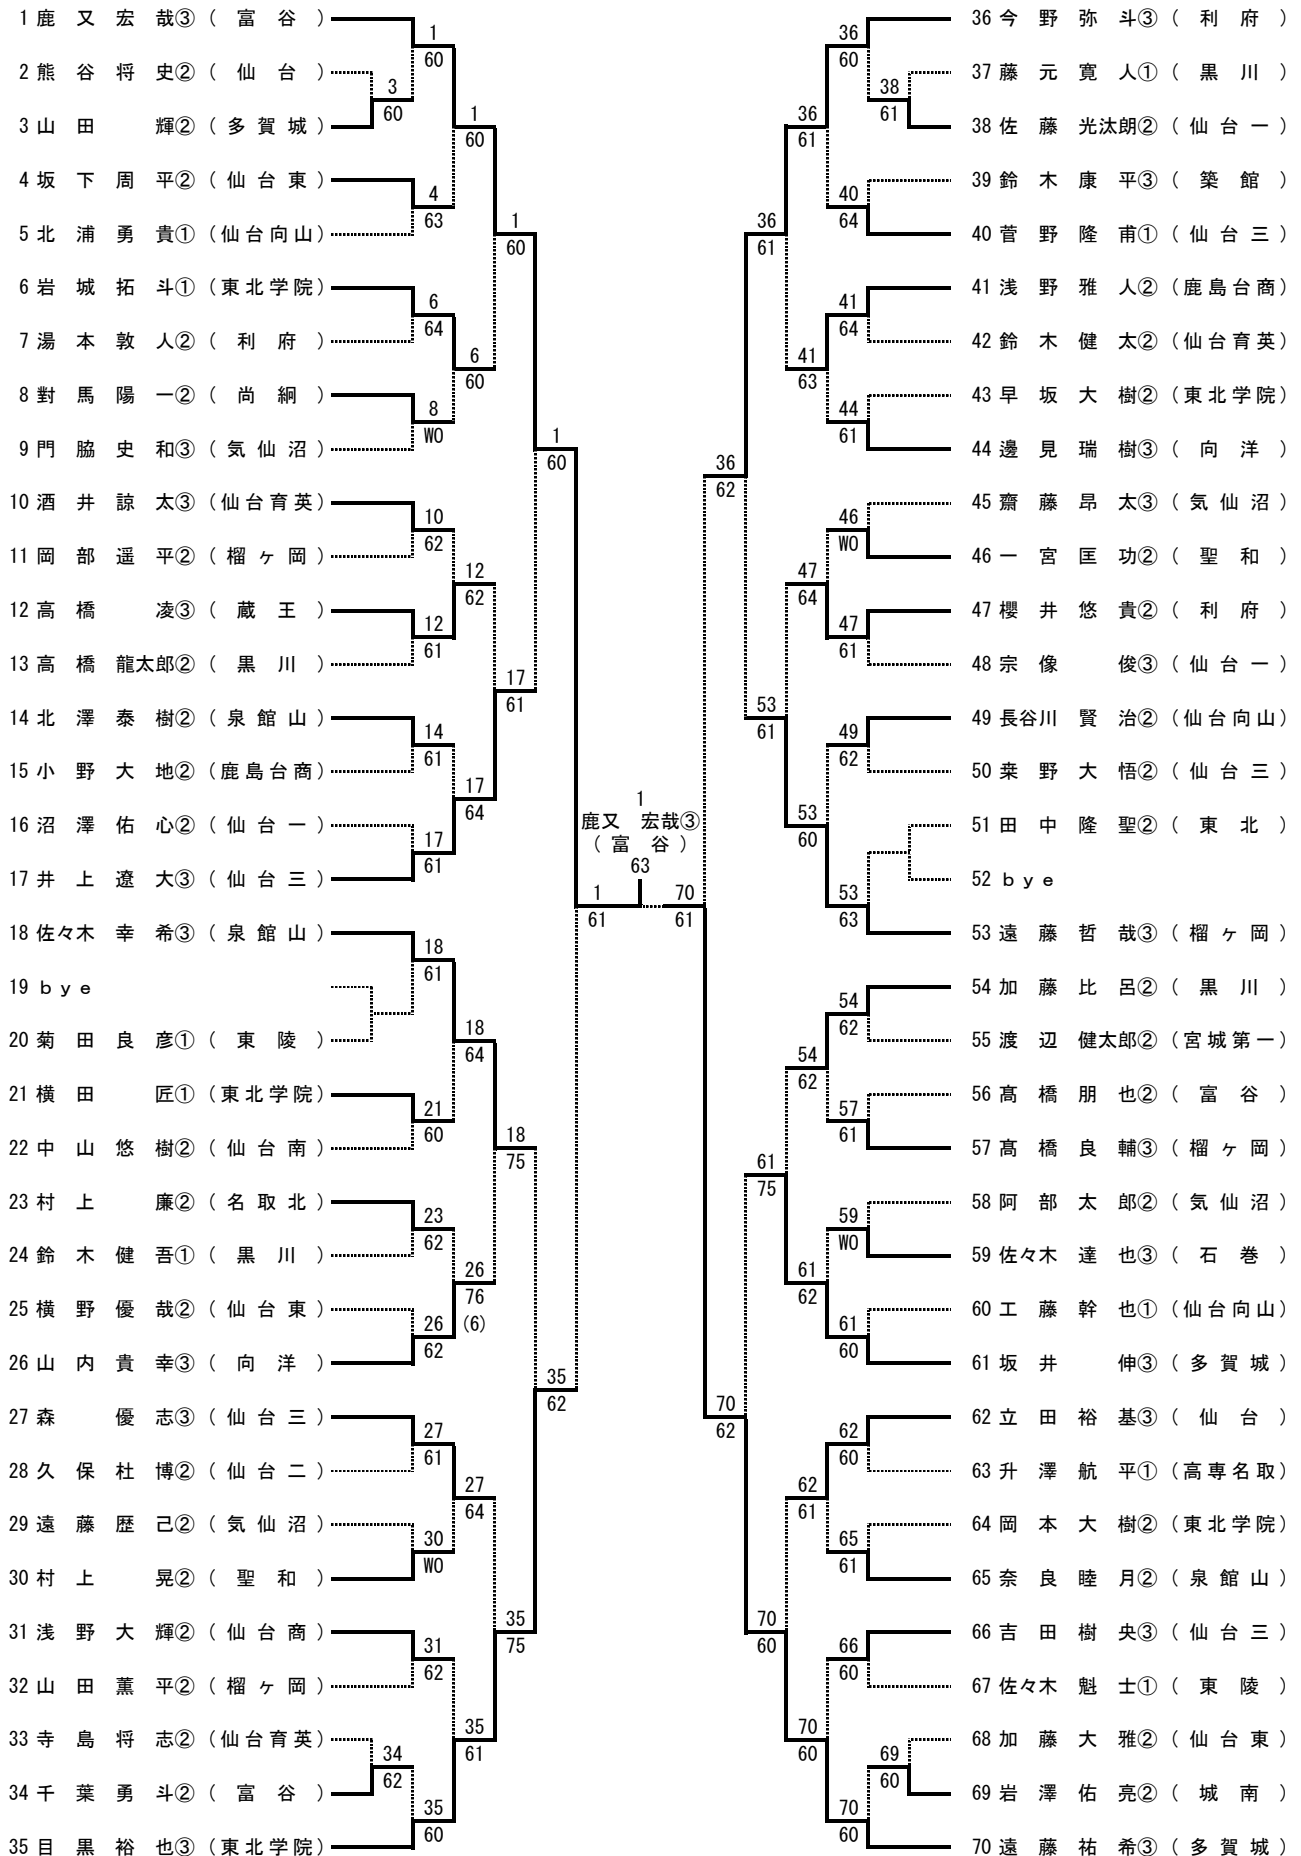 1 鹿 又 宏 哉③ ( 富 谷 )
2 熊 谷 将 史② ( 仙 台 )
3 山 田 輝② ( 多 賀 城 )
4 坂 下 周 平② ( 仙 台 東 )
5 北 浦 勇 貴① (仙台向山)
6 岩 城 拓 斗① (東北学院)
7 湯 本 敦 人② ( 利 府 )
8 對 馬 陽 一② ( 尚 絅 )
9 門 脇 史 和③ ( 気 仙 沼 )
10 酒 井 諒 太③ (仙台育英)
11 岡 部 遥 平② ( 榴 ヶ 岡 )
12 高 橋 凌③ ( 蔵 王 )
13 高 橋 龍太郎② ( 黒 川 )
14 北 澤 泰 樹② ( 泉 館 山 )
15 小 野 大 地② (鹿島台商)
16 沼 澤 佑 心② ( 仙 台 一 )
17 井 上 遼 大③ ( 仙 台 三 )
18 佐々木 幸 希③ ( 泉 館 山 )
19 ｂｙｅ
20 菊 田 良 彦① ( 東 陵 )
21 横 田 匠① (東北学院)
22 中 山 悠 樹② ( 仙 台 南 )
23 村 上 廉② ( 名 取 北 )
24 鈴 木 健 吾① ( 黒 川 )
25 横 野 優 哉② ( 仙 台 東 )
26 山 内 貴 幸③ ( 向 洋 )
27 森 優 志③ ( 仙 台 三 )
28 久 保 杜 博② ( 仙 台 二 )
29 遠 藤 歴 己② ( 気 仙 沼 )
30 村 上 晃② ( 聖 和 )
31 浅 野 大 輝② ( 仙 台 商 )
32 山 田 薫 平② ( 榴 ヶ 岡 )
33 寺 島 将 志② (仙台育英)
34 千 葉 勇 斗② ( 富 谷 )
35 目 黒 裕 也③ (東北学院)
3
60
34
62
1
60
4
63
6
64
8
WO
10
62
12
61
14
61
17
61
18
61
21
60
23
62
26
62
27
61
30
WO
31
62
35
60
1
60
6
60
12
62
17
64
18
64
26
76
(6)
27
64
35
61
1
60
17
61
18
75
35
75
1
60
35
62
1
61
1
鹿又 宏哉③
( 富 谷 )
63
70
61
36
62
70
62
36
61
53
61
61
75
70
60
36
61
41
63
47
64
53
60
54
62
61
62
62
61
70
60
36
60
40
64
41
64
44
61
46
WO
47
61
49
62
53
63
54
62
57
61
59
WO
61
60
62
60
65
61
66
60
70
60
38
61
69
60
36 今 野 弥 斗③ ( 利 府 )
37 藤 元 寛 人① ( 黒 川 )
38 佐 藤 光汰朗② ( 仙 台 一 )
39 鈴 木 康 平③ ( 築 館 )
40 菅 野 隆 甫① ( 仙 台 三 )
41 浅 野 雅 人② (鹿島台商)
42 鈴 木 健 太② (仙台育英)
43 早 坂 大 樹② (東北学院)
44 邊 見 瑞 樹③ ( 向 洋 )
45 齋 藤 昂 太③ ( 気 仙 沼 )
46 一 宮 匡 功② ( 聖 和 )
47 櫻 井 悠 貴② ( 利 府 )
48 宗 像 俊③ ( 仙 台 一 )
49 長谷川 賢 治② (仙台向山)
50 桒 野 大 悟② ( 仙 台 三 )
51 田 中 隆 聖② ( 東 北 )
52 ｂｙｅ
53 遠 藤 哲 哉③ ( 榴 ヶ 岡 )
54 加 藤 比 呂② ( 黒 川 )
55 渡 辺 健太郎② (宮城第一)
56 髙 橋 朋 也② ( 富 谷 )
57 髙 橋 良 輔③ ( 榴 ヶ 岡 )
58 阿 部 太 郎② ( 気 仙 沼 )
59 佐々木 達 也③ ( 石 巻 )
60 工 藤 幹 也① (仙台向山)
61 坂 井 伸③ ( 多 賀 城 )
62 立 田 裕 基③ ( 仙 台 )
63 升 澤 航 平① (高専名取)
64 岡 本 大 樹② (東北学院)
65 奈 良 睦 月② ( 泉 館 山 )
66 吉 田 樹 央③ ( 仙 台 三 )
67 佐々木 魁 士① ( 東 陵 )
68 加 藤 大 雅② ( 仙 台 東 )
69 岩 澤 佑 亮② ( 城 南 )
70 遠 藤 祐 希③ ( 多 賀 城 )